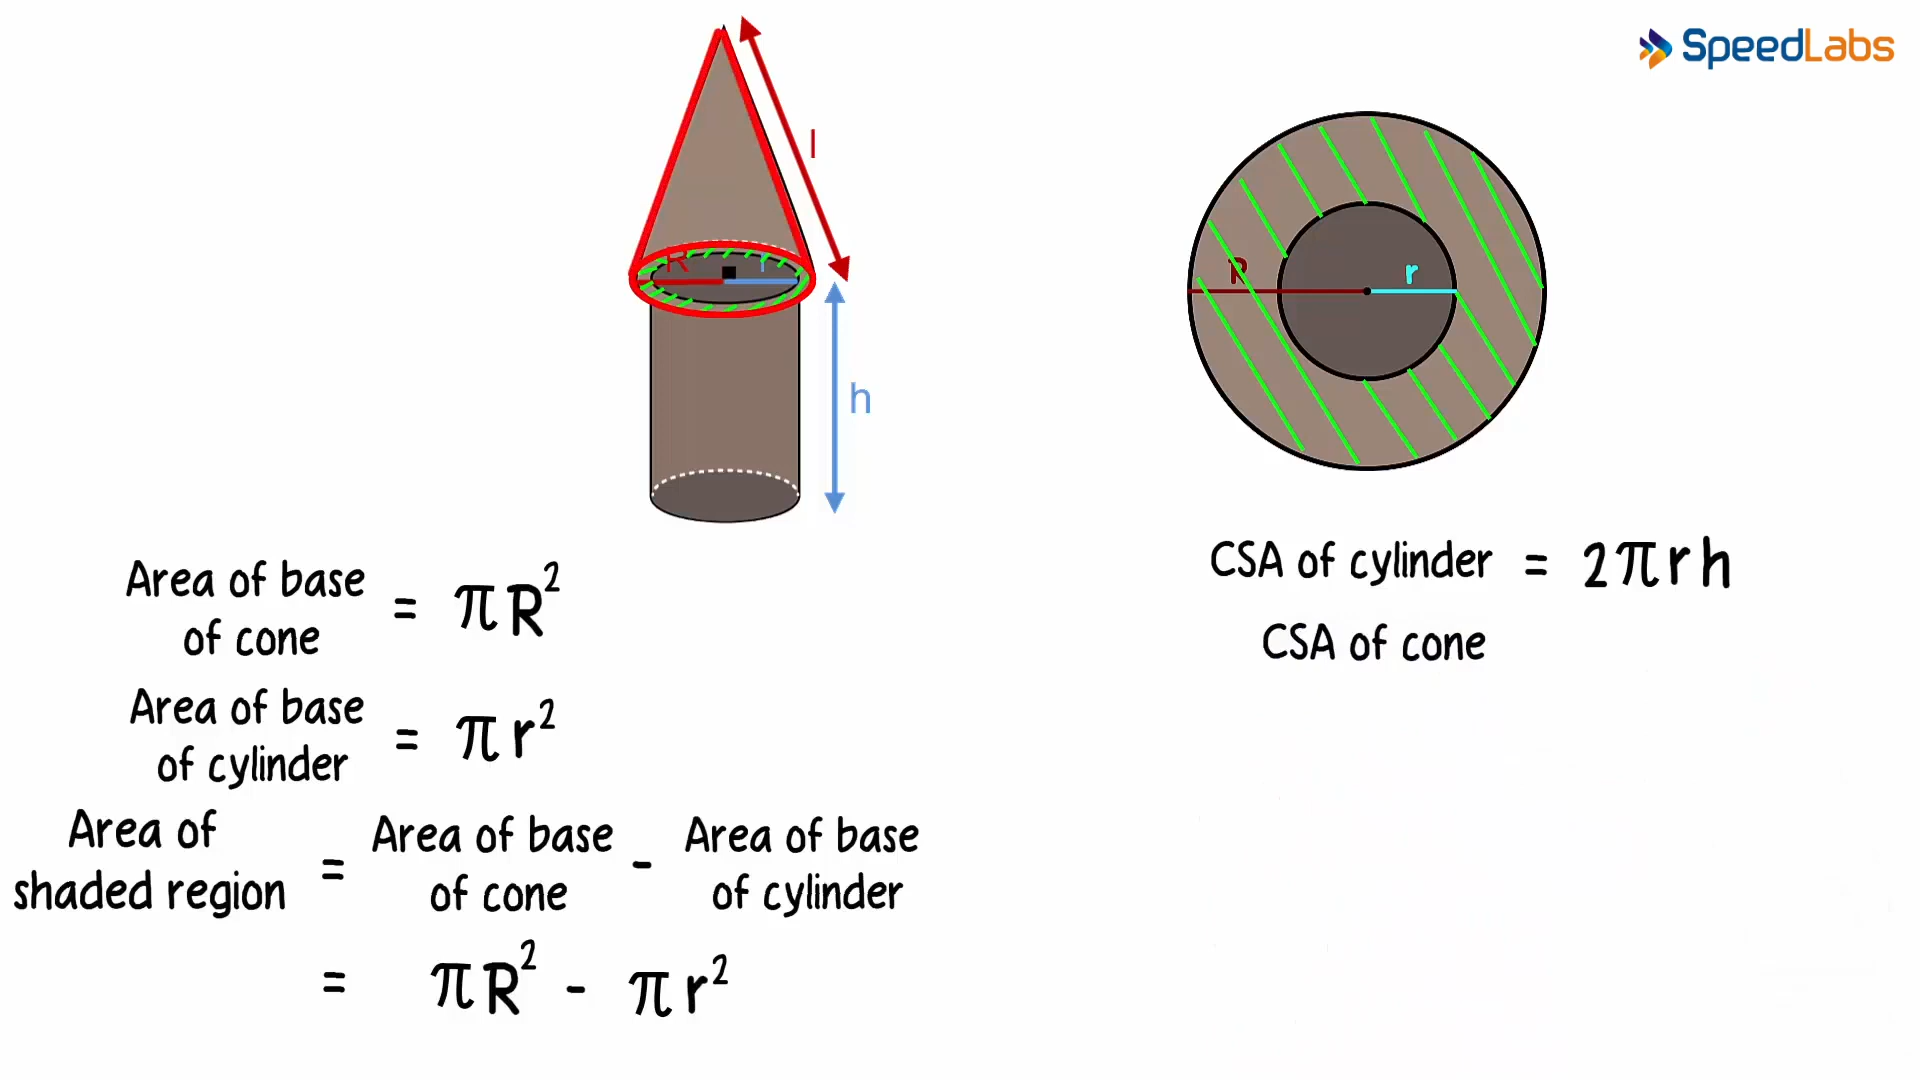 SpeedLabs
l
R
r
h
R
r
Area of base
of cone
= πR²
Area of base
of cylinder
= πr²
Area of
shaded region
= Area of base
of cone
- Area of base
of cylinder
= πR² - πr²
CSA of cylinder = 2πrh
CSA of cone